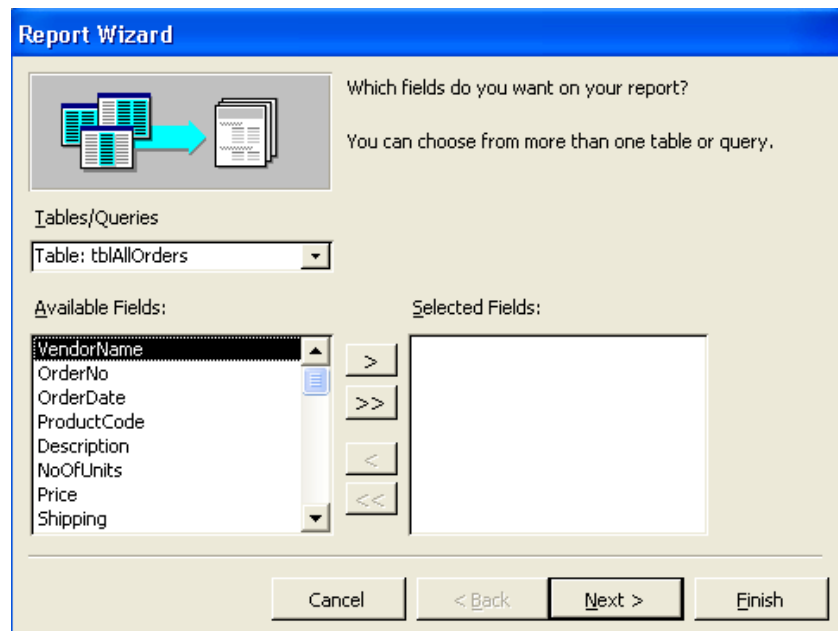 Report Wizard
Which fields do you want on your report?
You can choose from more than one table or query.
Tables/Queries
Table: tblAllOrders
Available Fields:
Selected Fields:
VendorName
OrderNo
OrderDate
ProductCode
Description
NoOfUnits
Price
Shipping
>
>>
<
<<
Cancel
< Back
Next >
Finish